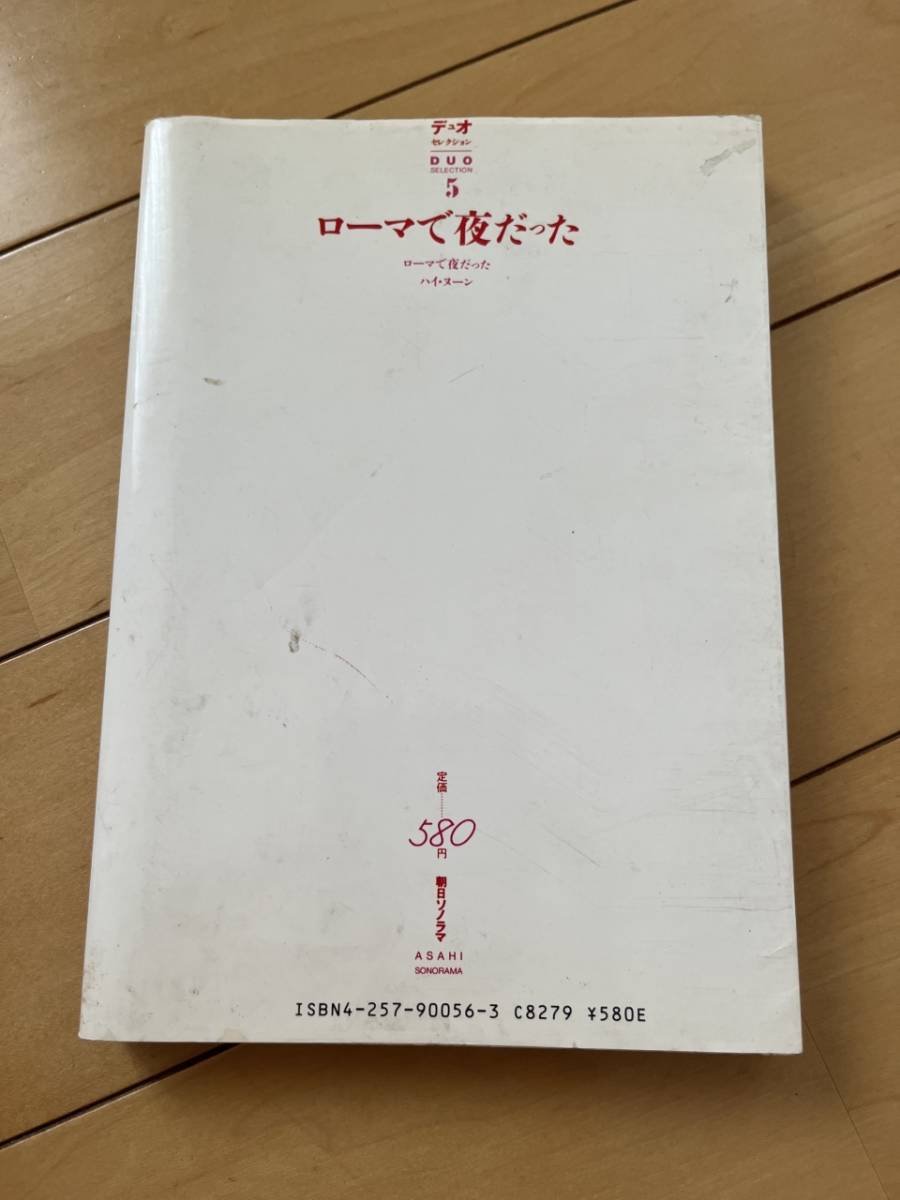 デュオ
セレクション
DUO
SELECTION
5
ローマで夜だった
ローマで夜だった
ハイ・ヌーン
定価………
580
円
朝日ソノラマ
ASAHI
SONORAMA
ISBN4-257-90056-3 C8279 ¥580E